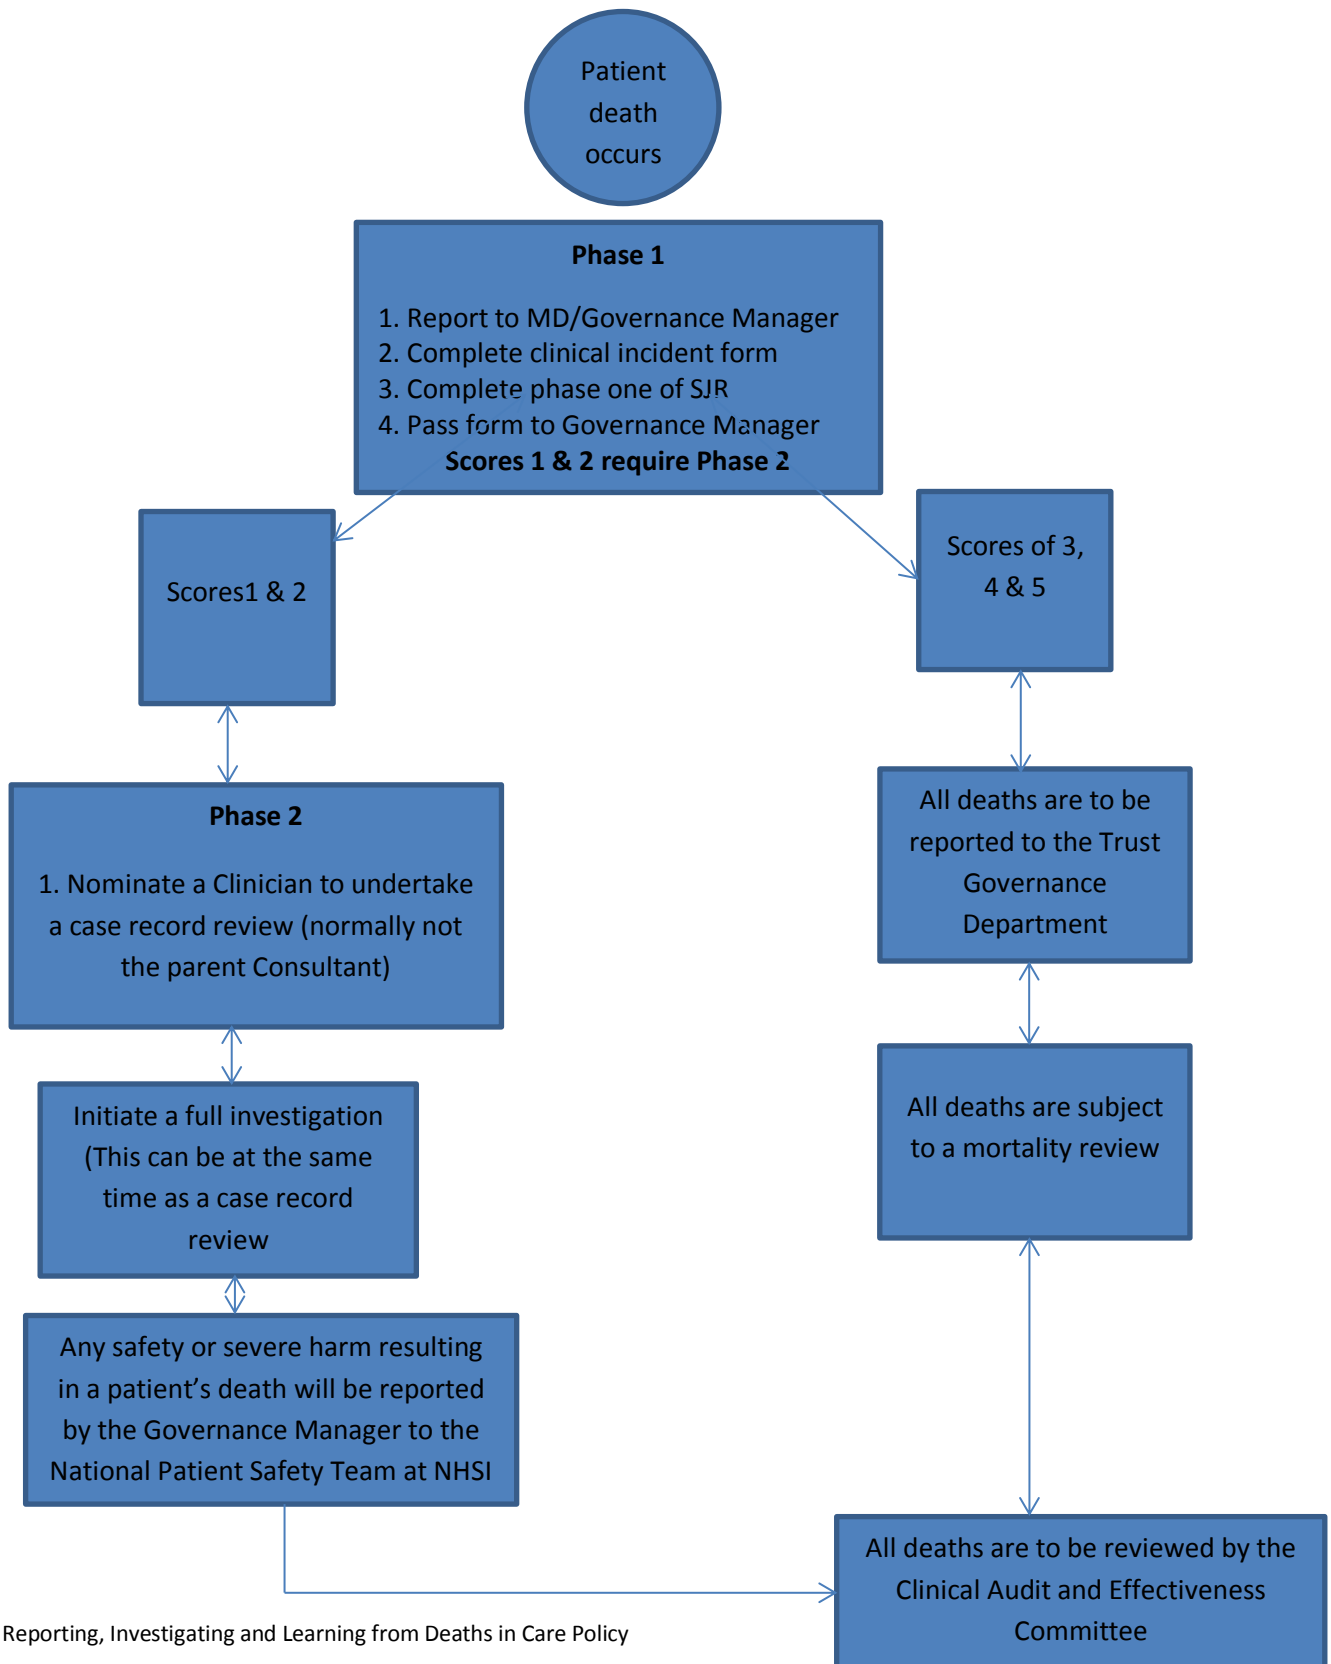 Patient
death
occurs
Phase 1
1. Report to MD/Governance Manager
2. Complete clinical incident form
3. Complete phase one of SJR
4. Pass form to Governance Manager
Scores 1 & 2 require Phase 2
Scores1 & 2
Scores of 3,
4 & 5
Phase 2
1. Nominate a Clinician to undertake
a case record review (normally not
the parent Consultant)
All deaths are to be
reported to the Trust
Governance
Department
Initiate a full investigation
(This can be at the same
time as a case record
review
All deaths are subject
to a mortality review
Any safety or severe harm resulting
in a patient’s death will be reported
by the Governance Manager to the
National Patient Safety Team at NHSI
All deaths are to be reviewed by the
Clinical Audit and Effectiveness
Committee
Reporting, Investigating and Learning from Deaths in Care Policy